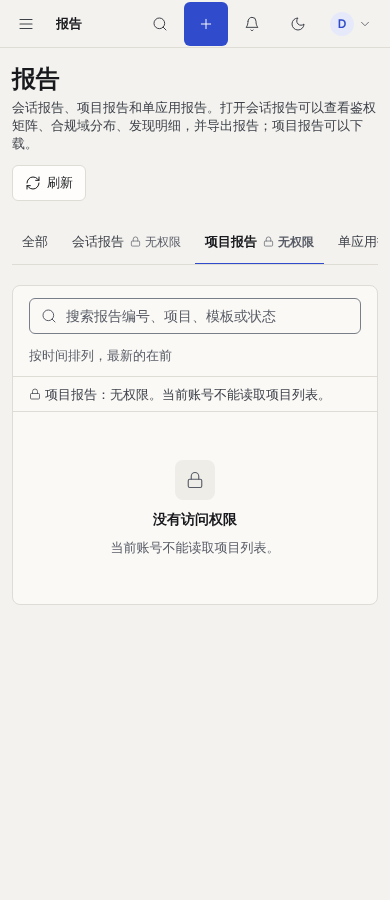 报告
D
报告
会话报告、项目报告和单应用报告。打开会话报告可以查看鉴权
矩阵、合规域分布、发现明细，并导出报告；项目报告可以下
载。
刷新
全部 会话报告 无权限 项目报告 无权限 单应用
搜索报告编号、项目、模板或状态
按时间排列，最新的在前
项目报告：无权限。当前账号不能读取项目列表。
没有访问权限
当前账号不能读取项目列表。